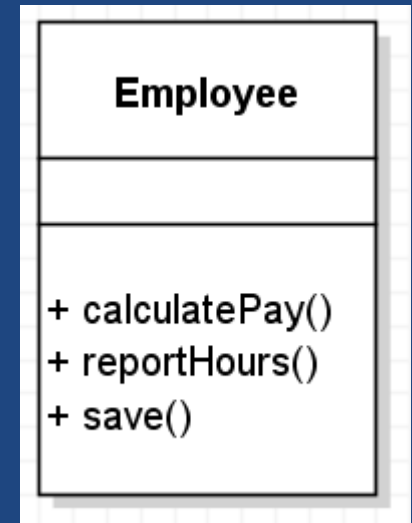 Employee
+ calculatePay()
+ reportHours()
+ save()